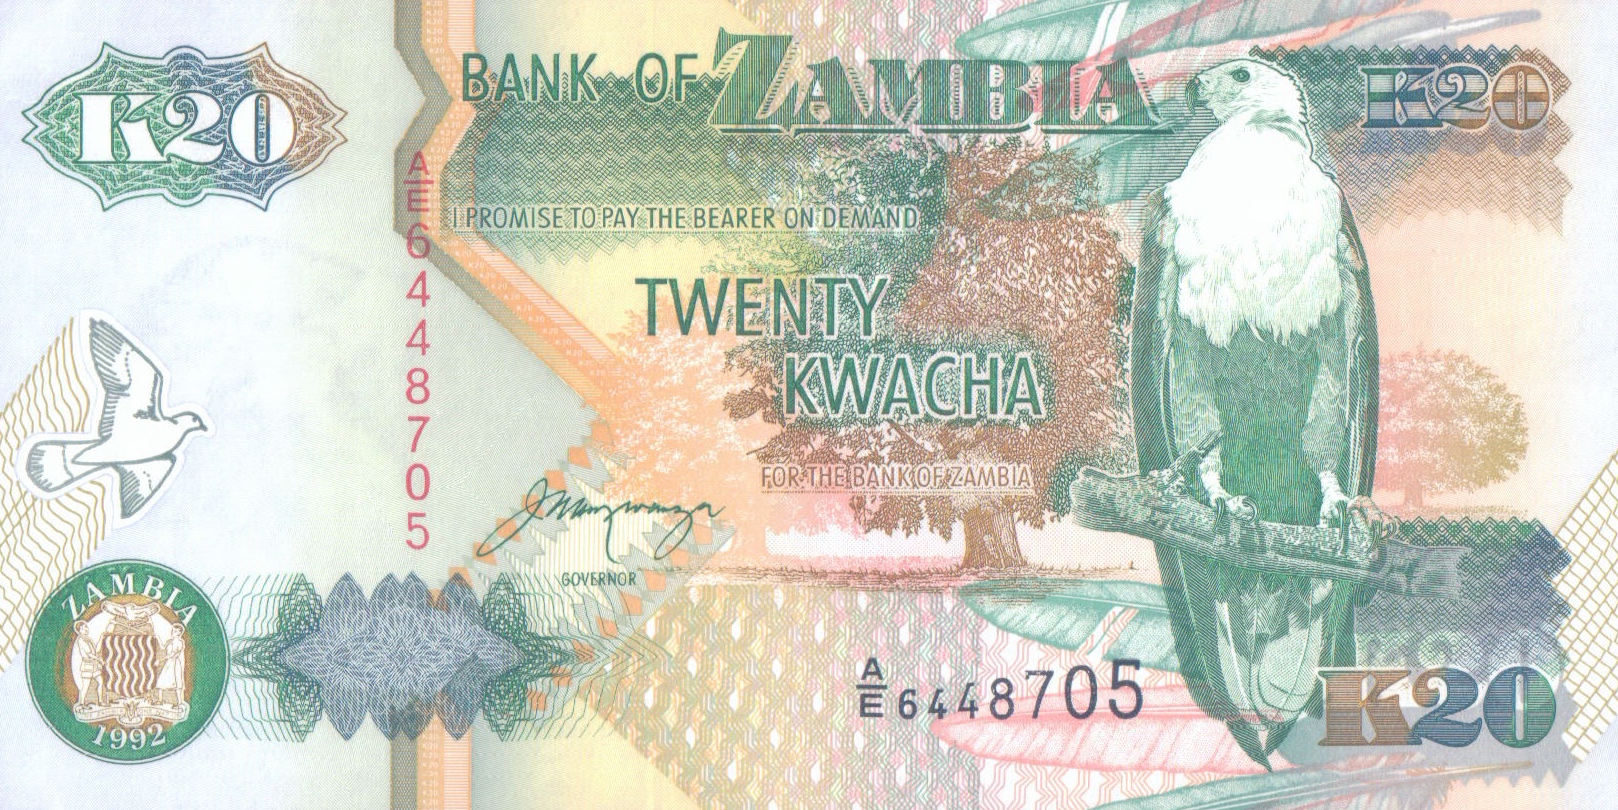 K20
BANK OF ZAMBIA
K20
A/E 6448705
I PROMISE TO PAY THE BEARER ON DEMAND
TWENTY
KWACHA
FOR THE BANK OF ZAMBIA
GOVERNOR
ZAMBIA
1992
A/E 6448705
K20